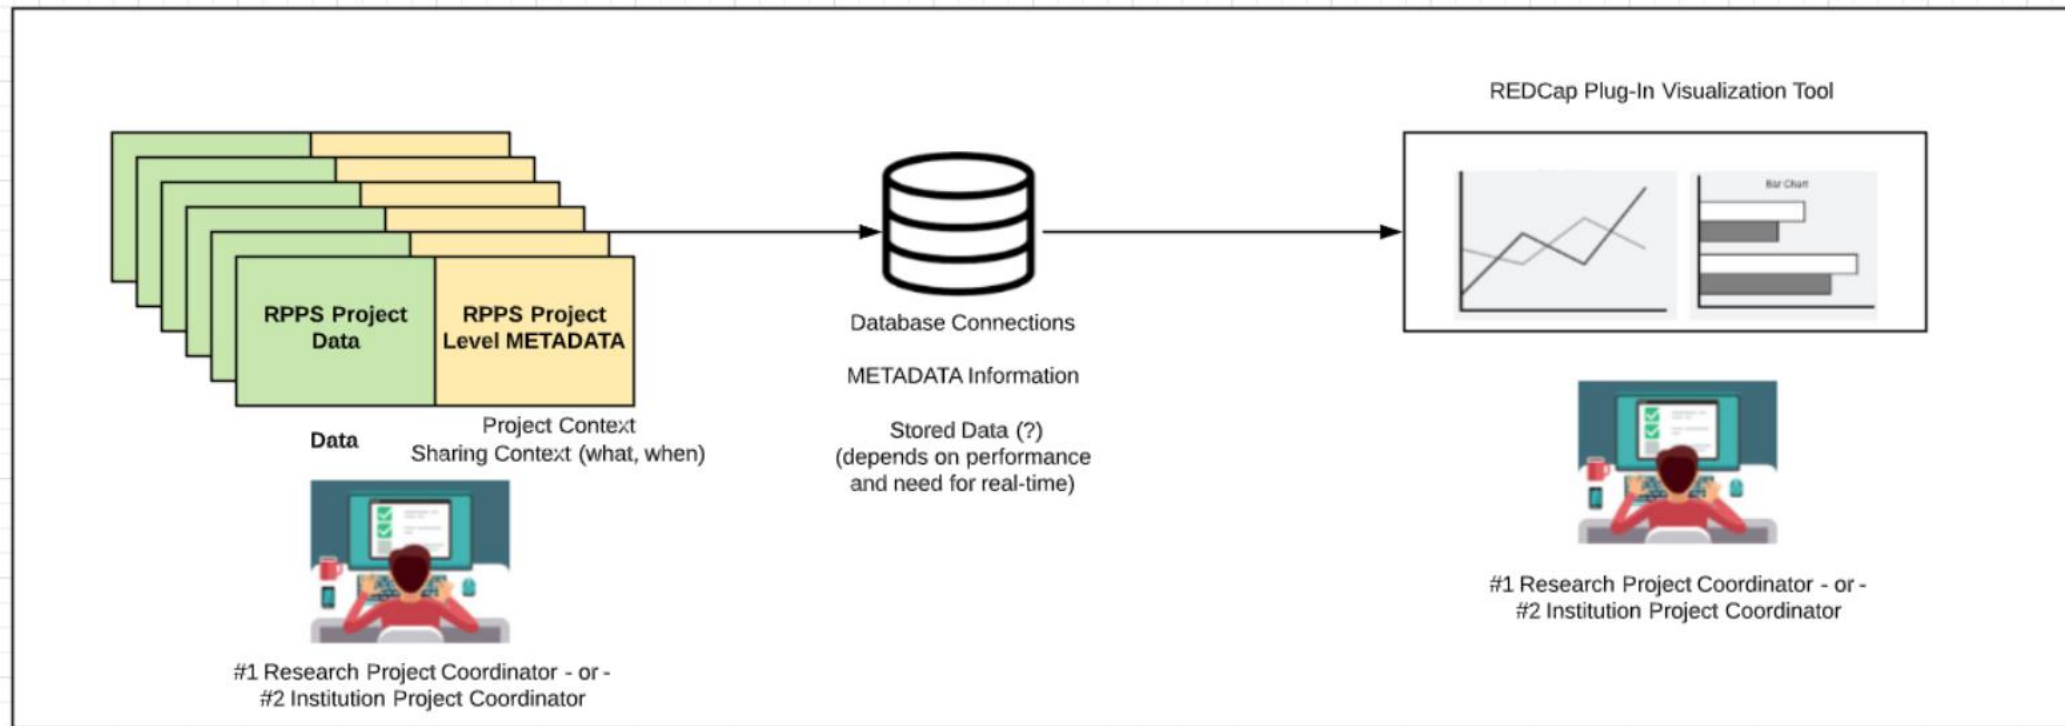 REDCap Plug-In Visualization Tool
Bar Chart
RPPS Project
Data
RPPS Project
Level METADATA
Data
Project Context
Sharing Context (what, when)
#1 Research Project Coordinator - or -
#2 Institution Project Coordinator
Database Connections
METADATA Information
Stored Data (?)
(depends on performance
and need for real-time)
#1 Research Project Coordinator - or -
#2 Institution Project Coordinator